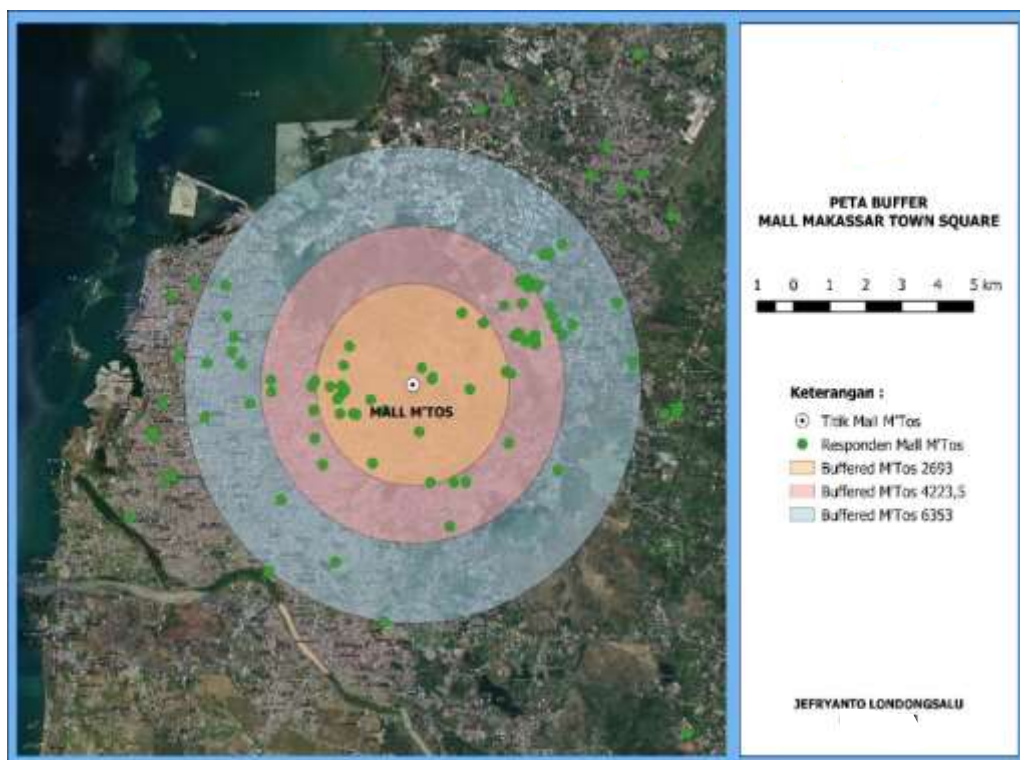 MALL M'TOS
PETA BUFFER
MALL MAKASSAR TOWN SQUARE
1 0 1 2 3 4 5 km
Keterangan :
Titik Mall M'Tos
Responden Mall M'Tos
Buffered M'Tos 2693
Buffered M'Tos 4223,5
Buffered M'Tos 6353
JEFRYANTO LONDONGSALU